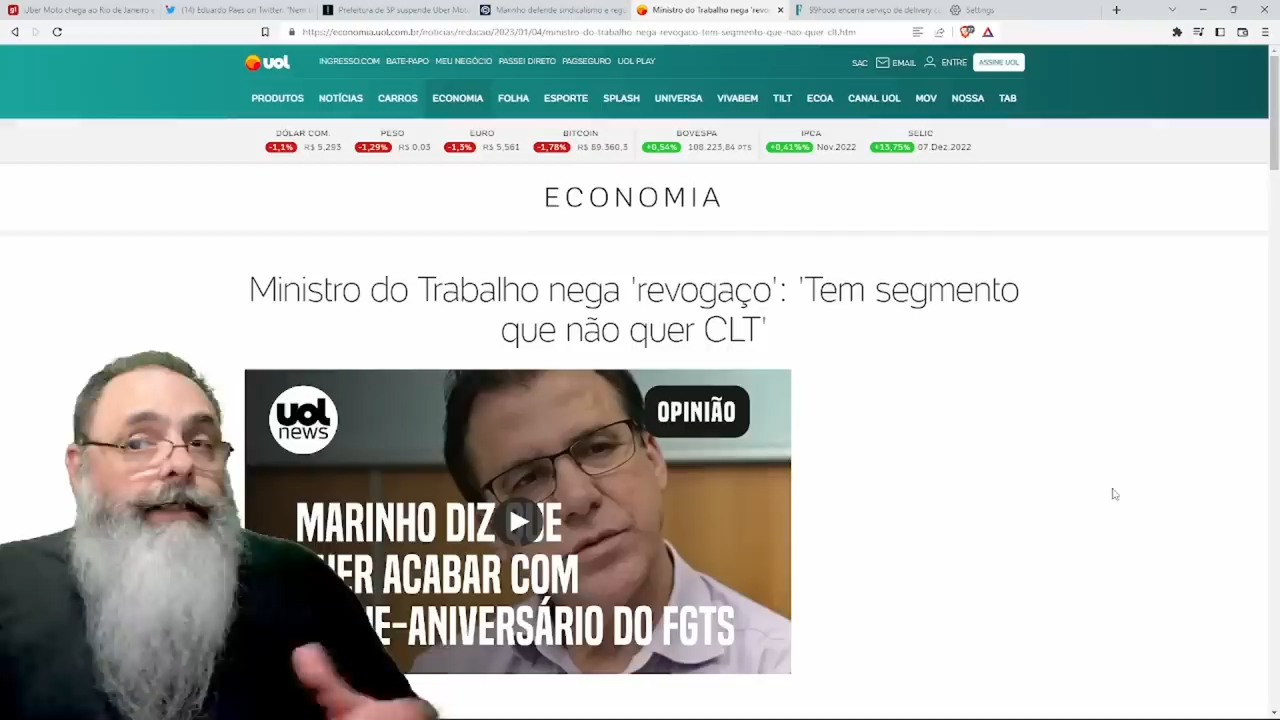 Uber Moto chega ao Rio de Janeiro e
(14) Eduardo Paes on Twitter: "Nem
Prefeitura de SP suspende Uber Moto
Marinho defende sindicalismo e regu
Ministro do Trabalho nega 'revog
99Food encerra serviço de delivery
Settings
https://economia.uol.com.br/noticias/redacao/2023/01/04/ministro-do-trabalho-nega-revogaco-tem-segmento-que-nao-quer-clt.htm
uol
INGRESSO.COM BATE-PAPO MEU NEGÓCIO PASSEI DIRETO PAGSEGURO UOL PLAY
SAC EMAIL ENTRE ASSINE UOL
PRODUTOS NOTÍCIAS CARROS ECONOMIA FOLHA ESPORTE SPLASH UNIVERSA VIVABEM TILT ECOA CANAL UOL MOV NOSSA TAB
DÓLAR COM. PESO EURO BITCOIN BOVESPA IPCA SELIC
-1,1% R$ 5,293 -1,29% R$ 0,03 -1,3% R$ 5,561 -1,78% R$ 89.360,3 +0,54% 108.223,84 PTS +0,41%% Nov.2022 +13,75% 07.Dez.2022
ECONOMIA
Ministro do Trabalho nega 'revogaço': 'Tem segmento
que não quer CLT'
uol
news
OPINIÃO
MARINHO DIZ QUE
ER ACABAR COM
E-ANIVERSÁRIO DO FGTS